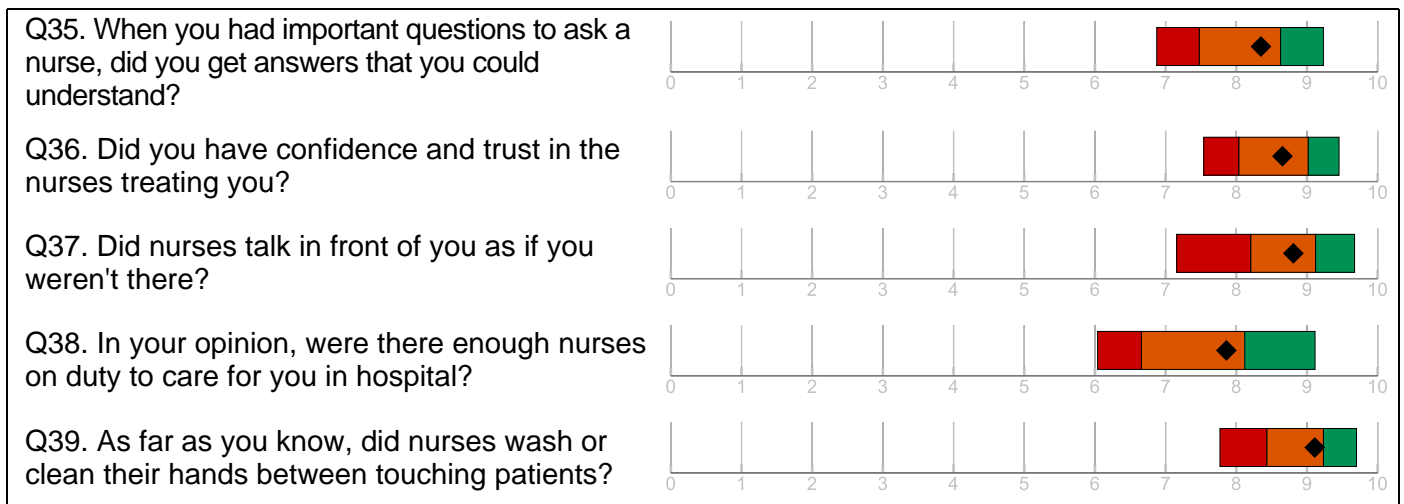 Q35. When you had important questions to ask a
nurse, did you get answers that you could
understand?
0 1 2 3 4 5 6 7 8 9 10
Q36. Did you have confidence and trust in the
nurses treating you?
0 1 2 3 4 5 6 7 8 9 10
Q37. Did nurses talk in front of you as if you
weren't there?
0 1 2 3 4 5 6 7 8 9 10
Q38. In your opinion, were there enough nurses
on duty to care for you in hospital?
0 1 2 3 4 5 6 7 8 9 10
Q39. As far as you know, did nurses wash or
clean their hands between touching patients?
0 1 2 3 4 5 6 7 8 9 10